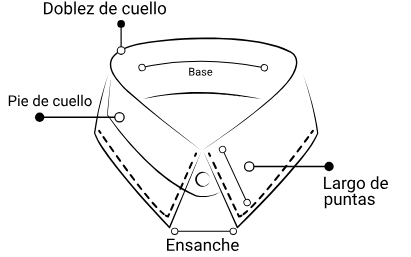 Doblez de cuello
Base
Pie de cuello
Largo de
puntas
Ensanche